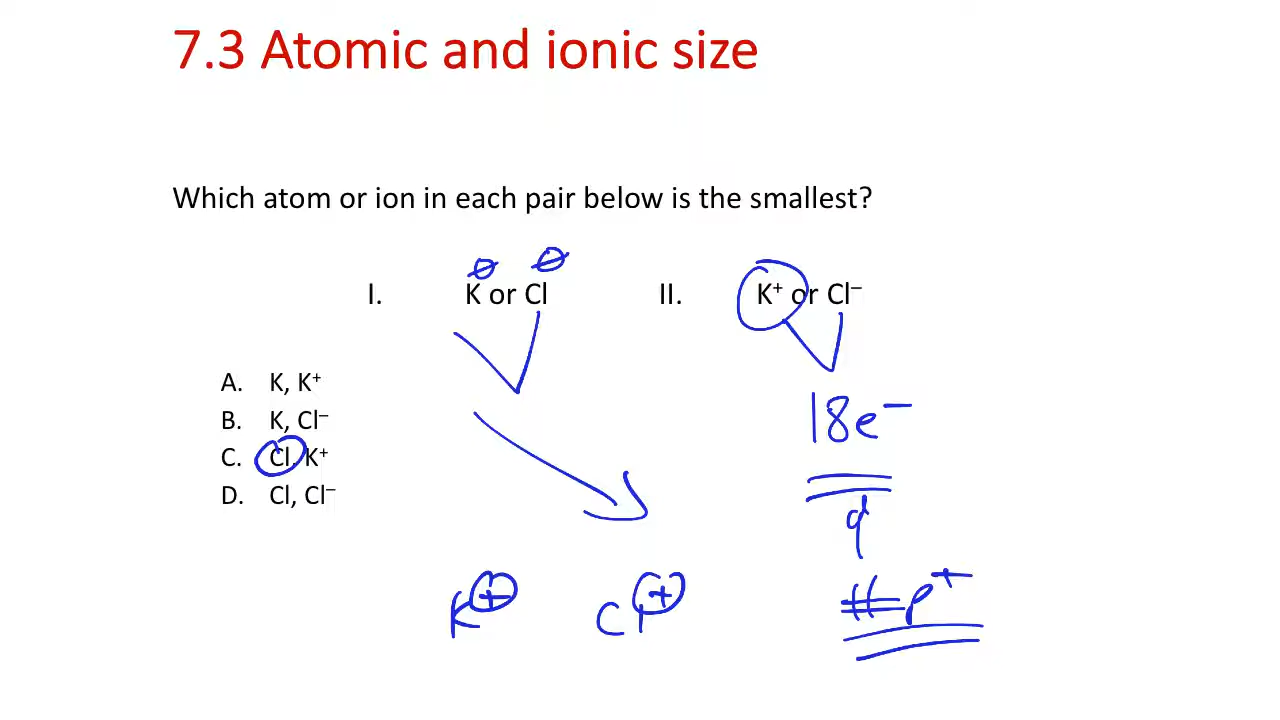 7.3 Atomic and ionic size
Which atom or ion in each pair below is the smallest?
I. K or Cl II. K⁺ or Cl⁻
A. K, K⁺
B. K, Cl⁻
C. Cl, K⁺
D. Cl, Cl⁻
18e⁻
K⁺ Cl⁺ #p⁺